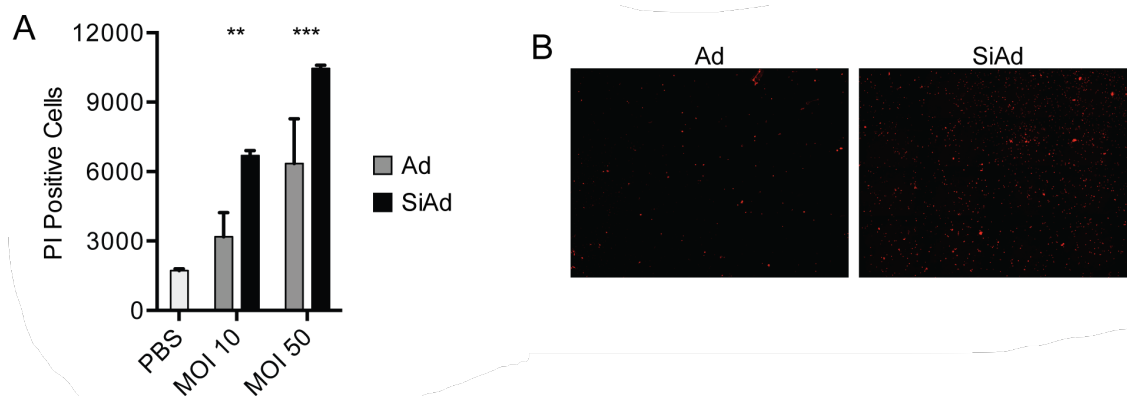 A
12000
9000
6000
3000
0
PI Positive Cells
**
***
PBS
MOI 10
MOI 50
Ad
SiAd
B
Ad
SiAd